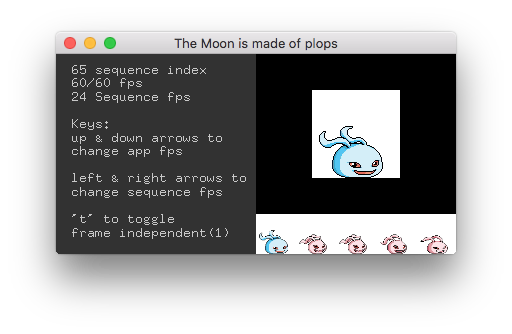 The Moon is made of plops
65 sequence index
60/60 fps
24 Sequence fps
Keys:
up & down arrows to
change app fps
left & right arrows to
change sequence fps
't' to toggle
frame independent(1)